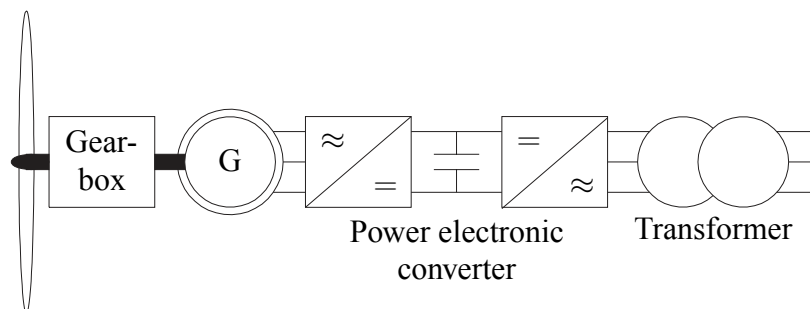 Gear-
box
G
≈
=
=
≈
Power electronic
converter
Transformer